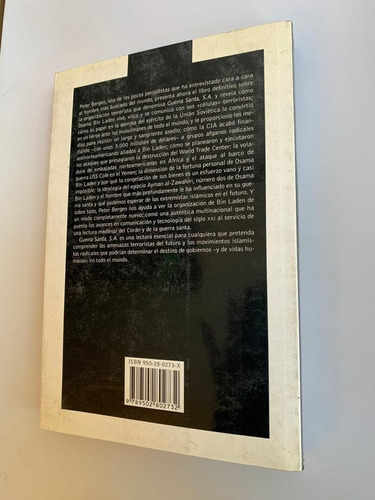 Peter Bergen, uno de los pocos periodistas que ha entrevistado cara a cara
al hombre más buscado del mundo, presenta ahora el libro definitivo sobre
la organización terrorista que denomina Guerra Santa, S.A. y revela cómo
Osama Bin Laden vive, viaja y se comunica con sus «células» terroristas;
cómo su papel en la derrota del ejército de la Unión Soviética lo convirtió
en un héroe ante los musulmanes de todo el mundo, y le proporcionó los me-
dios para resistir un largo y sangriento asedio; cómo la CIA acabó finan-
ciando -con unos 3.000 millones de dólares- a grupos afganos radicales
antinorteamericanos aliados a Bin Laden; cómo se planearon y ejecutaron
los ataques que presagiaron la destrucción del World Trade Center: la vola-
dura de embajadas norteamericanas en África y el ataque al barco de
guerra USS Cole en el Yemen; la dimensión de la fortuna personal de Osama
Bin Laden y por qué la congelación de sus bienes es un esfuerzo vano y casi
imposible; la ideología del egipcio Ayman al-Zawahiri, número dos de Osama
Bin Laden y el hombre que más profundamente le ha influenciado en su gue-
rra santa y qué podemos esperar de los extremistas islámicos en el futuro. Y
sobre todo, Peter Bergen nos ayuda a ver la organización de Bin Laden de
un modo completamente nuevo: como una auténtica multinacional que ha
puesto los avances en comunicación y tecnología del siglo XXI al servicio de
una lectura medieval del Corán y de la guerra santa.
Guerra Santa, S.A. es una lectura esencial para cualquiera que pretenda
comprender las amenazas terroristas del futuro y los movimientos islamis-
tas radicales que podrían determinar el destino de gobiernos -y de vidas hu-
manas- en todo el mundo.
ISBN 950-28-0273-X
9 789502 802732